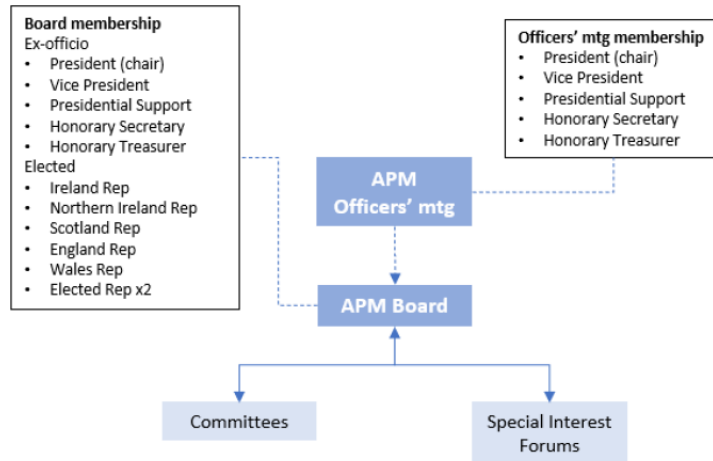 Board membership
Ex-officio
• President (chair)
• Vice President
• Presidential Support
• Honorary Secretary
• Honorary Treasurer
Elected
• Ireland Rep
• Northern Ireland Rep
• Scotland Rep
• England Rep
• Wales Rep
• Elected Rep x2
Officers' mtg membership
• President (chair)
• Vice President
• Presidential Support
• Honorary Secretary
• Honorary Treasurer
APM
Officers' mtg
APM Board
Committees
Special Interest
Forums